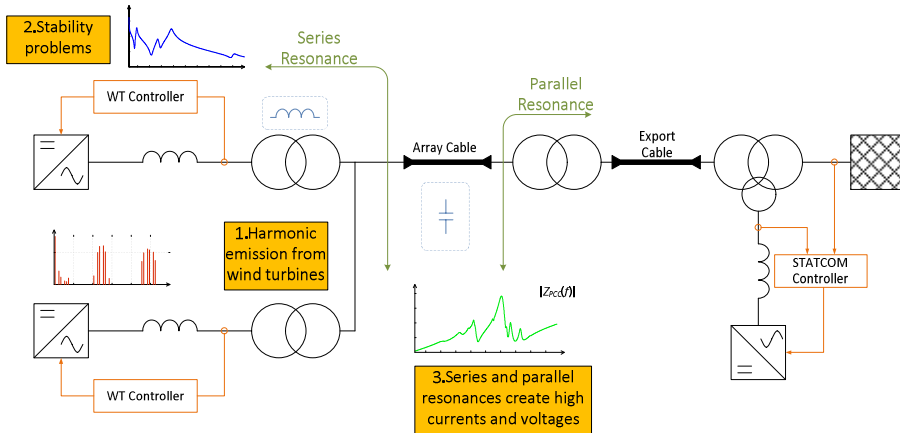 2.Stability
problems
Series
Resonance
WT Controller
Parallel
Resonance
Array Cable
Export
Cable
1.Harmonic
emission from
wind turbines
STATCOM
Controller
|Z_PCC(f)|
WT Controller
3.Series and parallel
resonances create high
currents and voltages